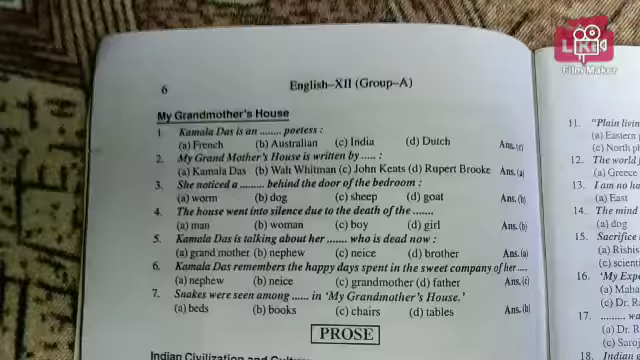 LIKE
Film Maker
6
English–XII (Group–A)
My Grandmother's House
1. Kamala Das is an ........ poetess :
(a) French (b) Australian (c) India (d) Dutch Ans. (c)
2. My Grand Mother's House is written by ..... :
(a) Kamala Das (b) Walt Whitman (c) John Keats (d) Rupert Brooke Ans. (a)
3. She noticed a ......... behind the door of the bedroom :
(a) worm (b) dog (c) sheep (d) goat Ans. (b)
4. The house went into silence due to the death of the .......
(a) man (b) woman (c) boy (d) girl Ans. (b)
5. Kamala Das is talking about her ....... who is dead now :
(a) grand mother (b) nephew (c) neice (d) brother Ans. (a)
6. Kamala Das remembers the happy days spent in the sweet company of her ....
(a) nephew (b) neice (c) grandmother (d) father Ans. (c)
7. Snakes were seen among ...... in 'My Grandmother's House.'
(a) beds (b) books (c) chairs (d) tables Ans. (b)
PROSE
Indian Civilization and
11. "Plain
(a) Eastern
(c) North
12. The world
(a) Greece
13. I am no
(a) East
14. The mind
(a) dog
15. Sacrifice
(a) Rishis
(c)
16. 'My
(a)
(c) Dr.
17. .........
(a) Dr.
(c)
18. Indian